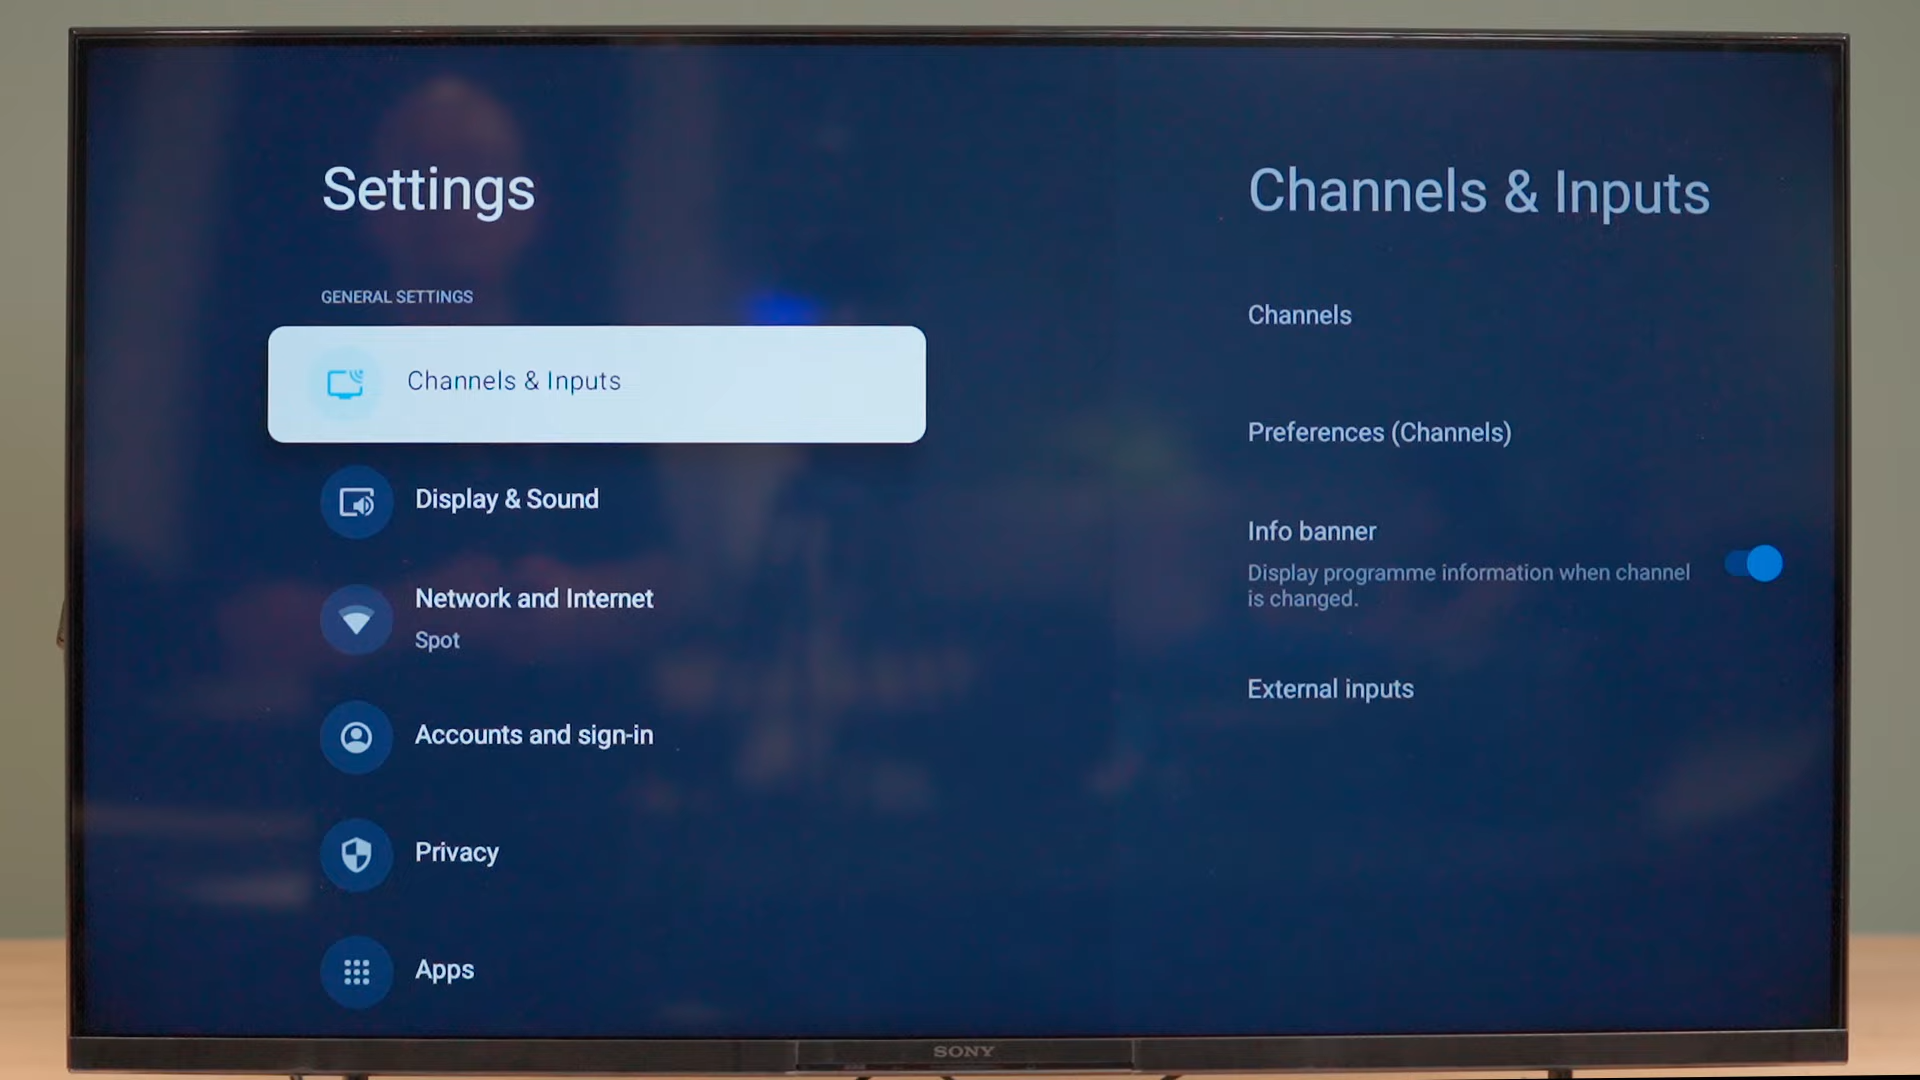 Settings
GENERAL SETTINGS
Channels & Inputs
Display & Sound
Network and Internet
Spot
Accounts and sign-in
Privacy
Apps
Channels & Inputs
Channels
Preferences (Channels)
Info banner
Display programme information when channel
is changed.
External inputs
SONY